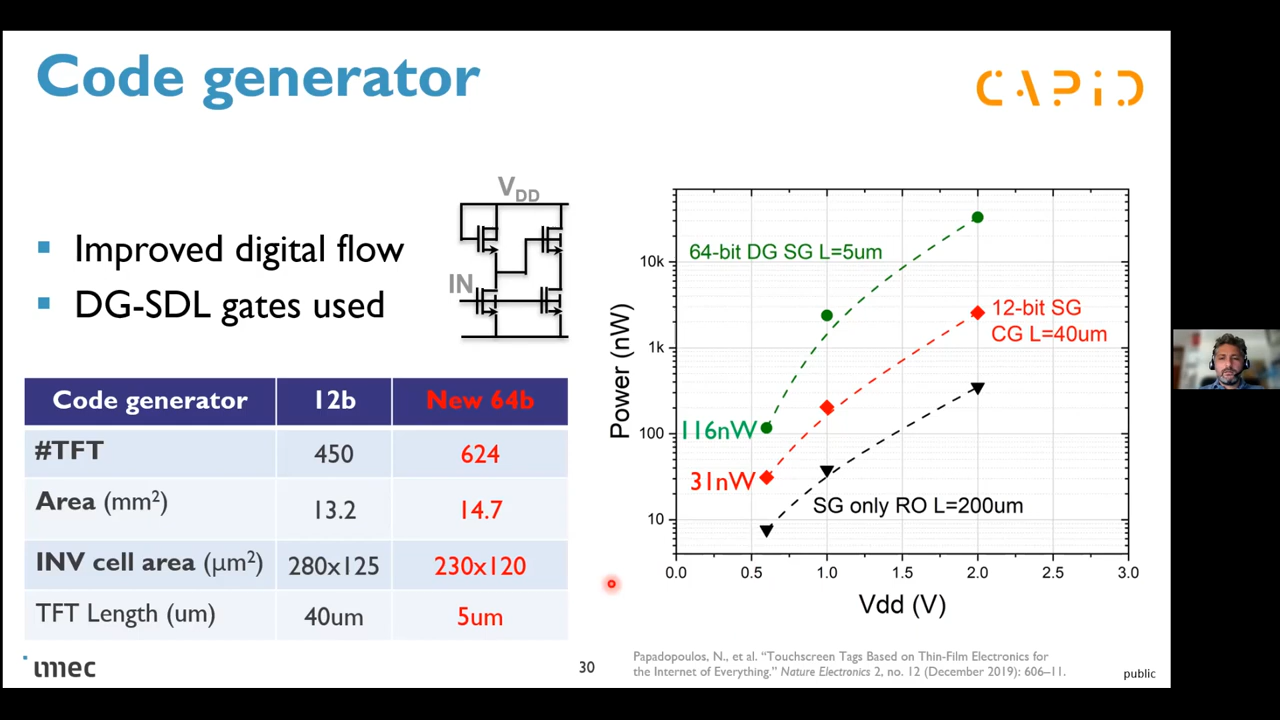 Code generator
CAPID
Improved digital flow
DG-SDL gates used
VDD
IN
Code generator 12b New 64b
#TFT 450 624
Area (mm²) 13.2 14.7
INV cell area (µm²) 280x125 230x120
TFT Length (um) 40um 5um
Power (nW)
10k
1k
100
10
64-bit DG SG L=5um
12-bit SG
CG L=40um
116nW
31nW
SG only RO L=200um
0.0 0.5 1.0 1.5 2.0 2.5 3.0
Vdd (V)
imec
30
Papadopoulos, N., et al. “Touchscreen Tags Based on Thin-Film Electronics for
the Internet of Everything.” Nature Electronics 2, no. 12 (December 2019): 606–11.
public